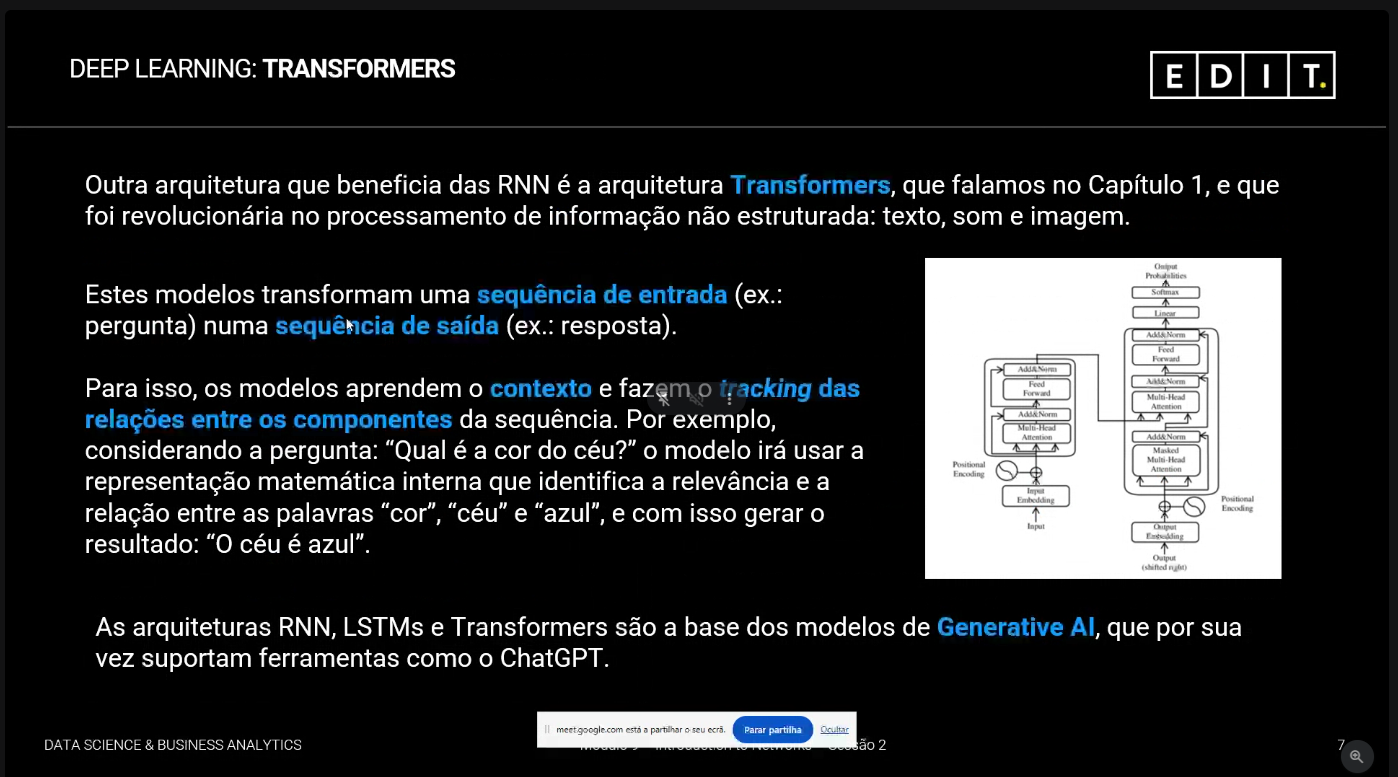 DEEP LEARNING: TRANSFORMERS
EDIT.
Outra arquitetura que beneficia das RNN é a arquitetura Transformers, que falamos no Capítulo 1, e que
foi revolucionária no processamento de informação não estruturada: texto, som e imagem.
Estes modelos transformam uma sequência de entrada (ex.:
pergunta) numa sequência de saída (ex.: resposta).
Para isso, os modelos aprendem o contexto e fazem o tracking das
relações entre os componentes da sequência. Por exemplo,
considerando a pergunta: “Qual é a cor do céu?” o modelo irá usar a
representação matemática interna que identifica a relevância e a
relação entre as palavras “cor”, “céu” e “azul”, e com isso gerar o
resultado: “O céu é azul”.
Output
Probabilities
Softmax
Linear
Add&Norm
Feed
Forward
Add&Norm
Multi-Head
Attention
Add&Norm
Masked
Multi-Head
Attention
Positional
Encoding
Output
Embedding
Output
(shifted right)
Add&Norm
Feed
Forward
Add&Norm
Multi-Head
Attention
Positional
Encoding
Input
Embedding
Input
As arquiteturas RNN, LSTMs e Transformers são a base dos modelos de Generative AI, que por sua
vez suportam ferramentas como o ChatGPT.
meet.google.com está a partilhar o seu ecrã. Parar partilha Ocultar
DATA SCIENCE & BUSINESS ANALYTICS
Sessão 2
7